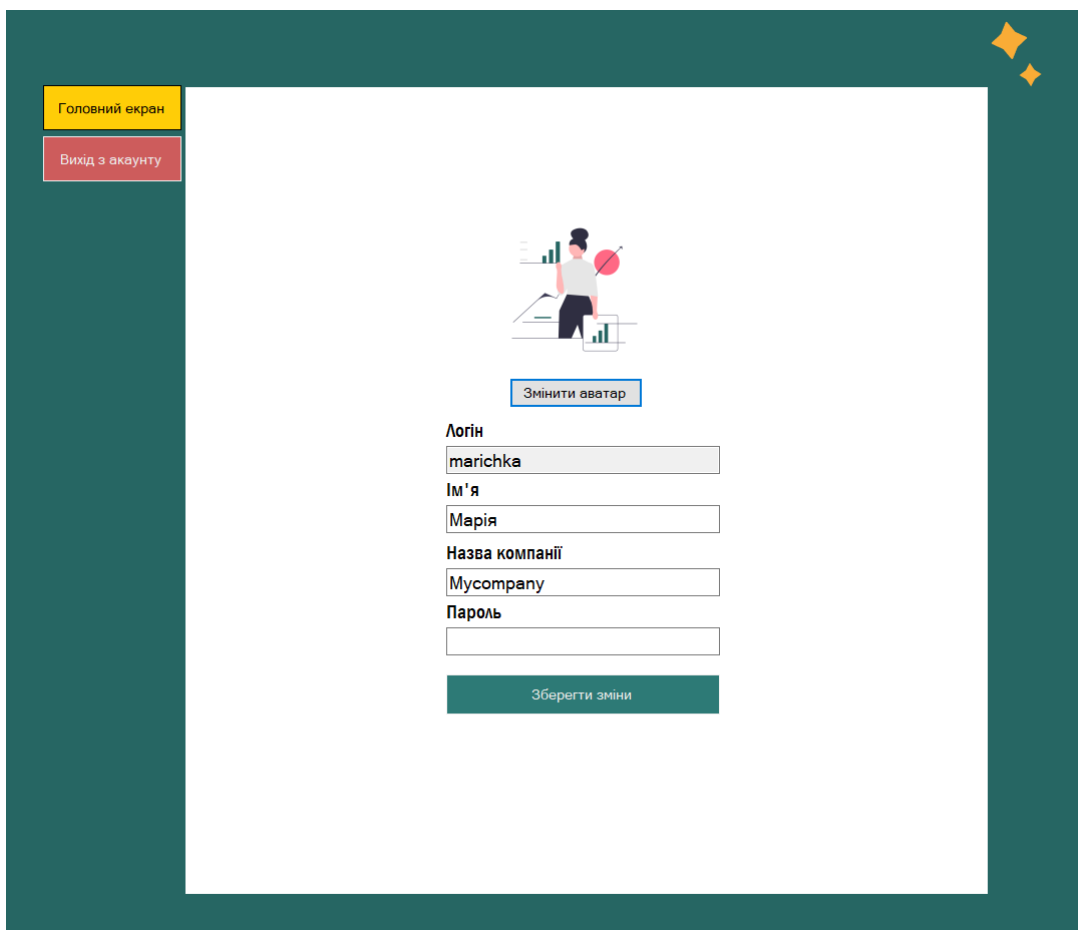 Головний екран
Вихід з акаунту
Змінити аватар
Логін
marichka
Ім'я
Марія
Назва компанії
Mycompany
Пароль
Зберегти зміни